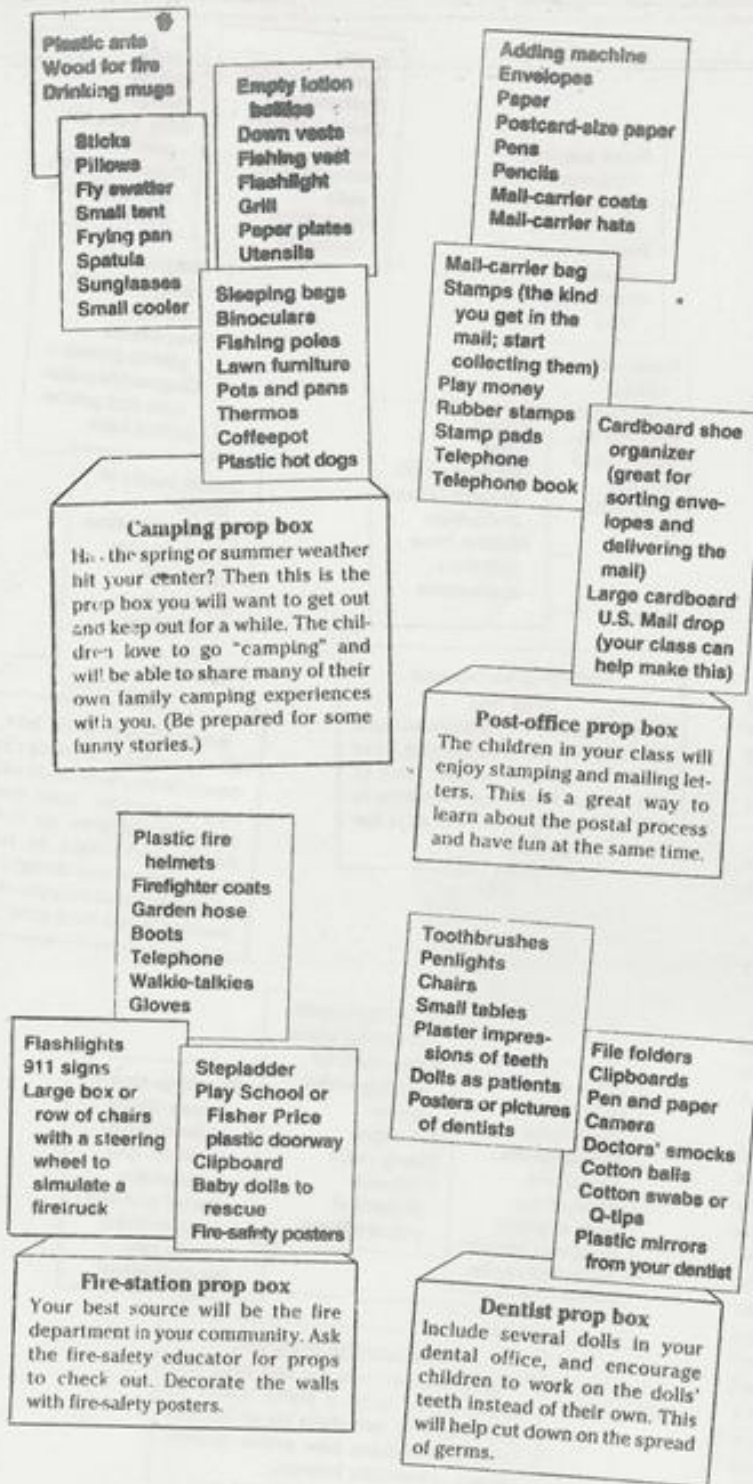 Plastic ants
Wood for fire
Drinking mugs
Sticks
Pillows
Fly swatter
Small tent
Frying pan
Spatula
Sunglasses
Small cooler
Empty lotion
bottles
Down vests
Fishing vest
Flashlight
Grill
Paper plates
Utensils
Sleeping bags
Binoculars
Fishing poles
Lawn furniture
Pots and pans
Thermos
Coffeepot
Plastic hot dogs
Camping prop box
Has the spring or summer weather
hit your center? Then this is the
prop box you will want to get out
and keep out for a while. The chil-
dren love to go "camping" and
will be able to share many of their
own family camping experiences
with you. (Be prepared for some
funny stories.)
Adding machine
Envelopes
Paper
Postcard-size paper
Pens
Pencils
Mail-carrier coats
Mail-carrier hats
Mail-carrier bag
Stamps (the kind
you get in the
mail; start
collecting them)
Play money
Rubber stamps
Stamp pads
Telephone
Telephone book
Cardboard shoe
organizer
(great for
sorting enve-
lopes and
delivering the
mail)
Large cardboard
U.S. Mail drop
(your class can
help make this)
Post-office prop box
The children in your class will
enjoy stamping and mailing let-
ters. This is a great way to
learn about the postal process
and have fun at the same time.
Plastic fire
helmets
Firefighter coats
Garden hose
Boots
Telephone
Walkie-talkies
Gloves
Flashlights
911 signs
Large box or
row of chairs
with a steering
wheel to
simulate a
firetruck
Stepladder
Play School or
Fisher Price
plastic doorway
Clipboard
Baby dolls to
rescue
Fire-safety posters
Fire-station prop box
Your best source will be the fire
department in your community. Ask
the fire-safety educator for props
to check out. Decorate the walls
with fire-safety posters.
Toothbrushes
Penlights
Chairs
Small tables
Plaster impres-
sions of teeth
Dolls as patients
Posters or pictures
of dentists
File folders
Clipboards
Pen and paper
Camera
Doctors' smocks
Cotton balls
Cotton swabs or
Q-tips
Plastic mirrors
from your dentist
Dentist prop box
Include several dolls in your
dental office, and encourage
children to work on the dolls'
teeth instead of their own. This
will help cut down on the spread
of germs.